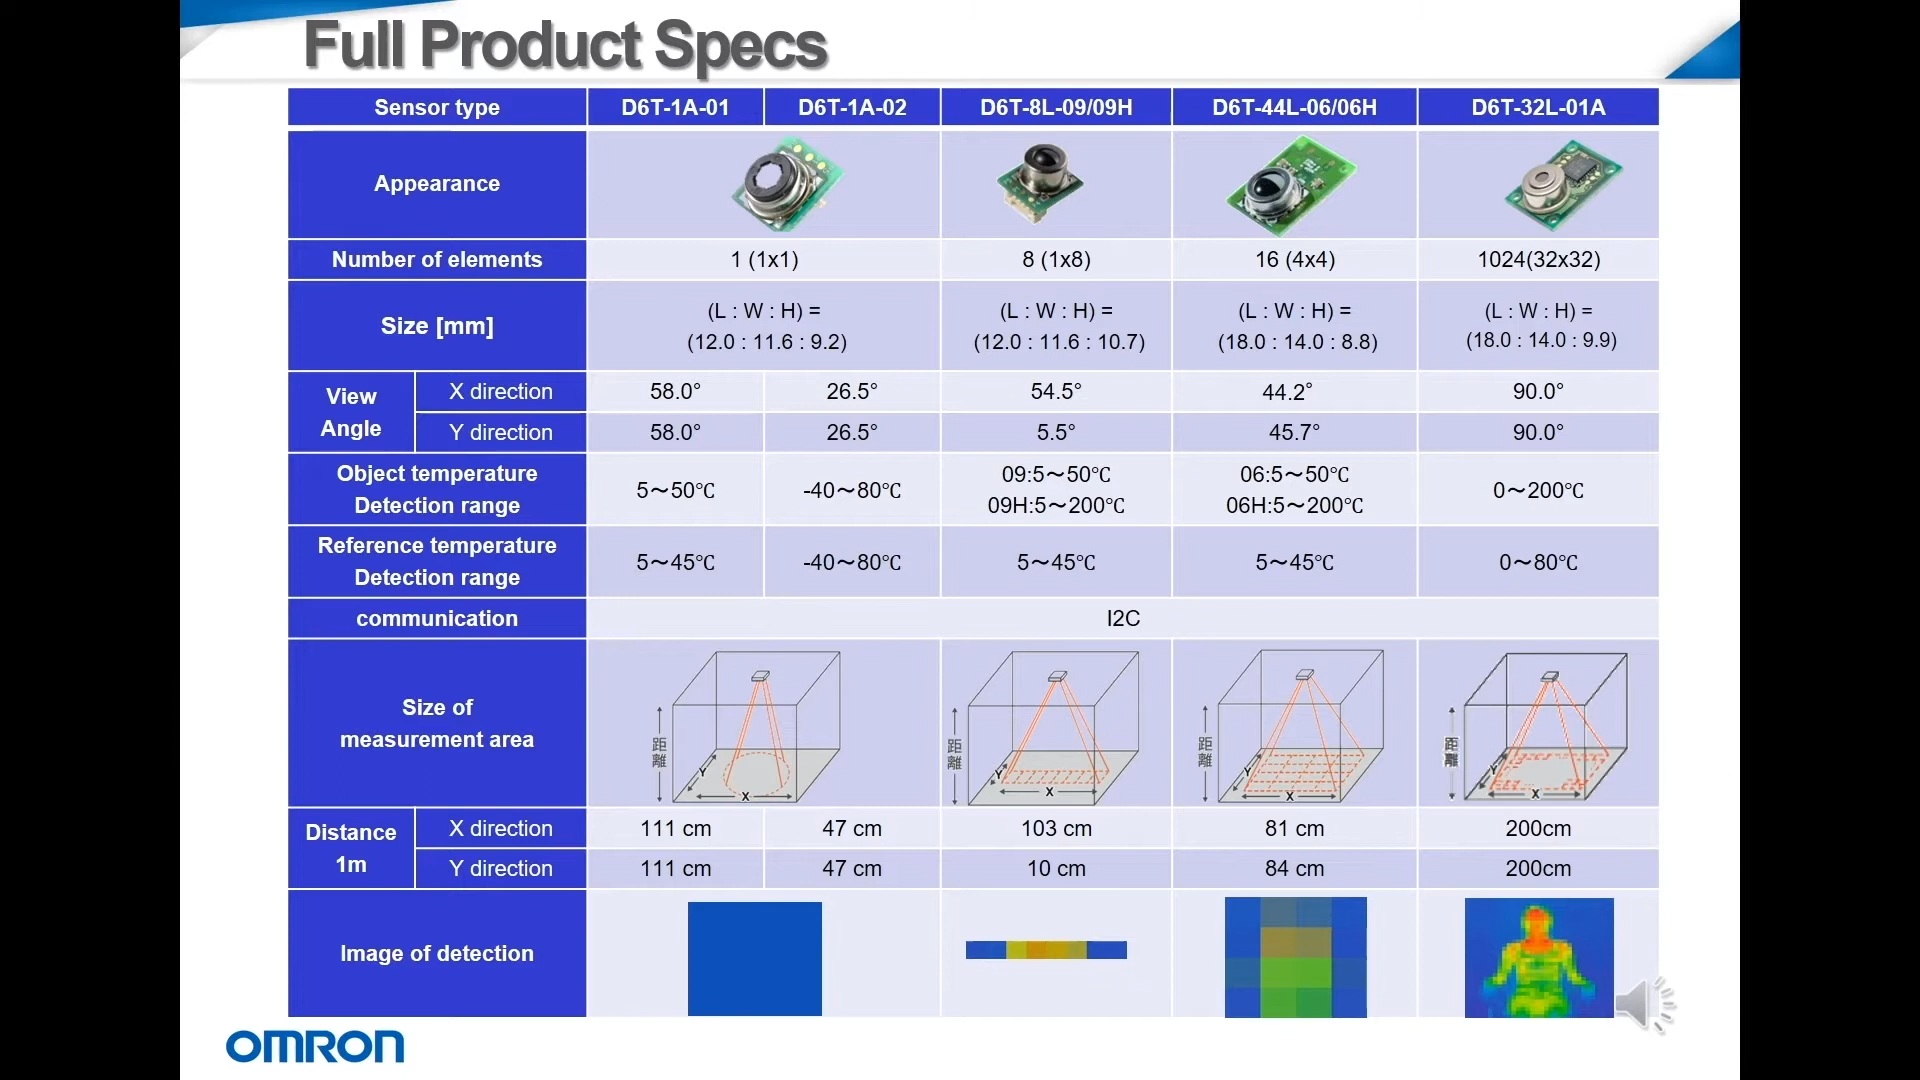 Full Product Specs
Sensor type D6T-1A-01 D6T-1A-02 D6T-8L-09/09H D6T-44L-06/06H D6T-32L-01A
Appearance
Number of elements 1 (1x1) 8 (1x8) 16 (4x4) 1024(32x32)
Size [mm] (L : W : H) = (L : W : H) = (L : W : H) = (L : W : H) =
(12.0 : 11.6 : 9.2) (12.0 : 11.6 : 10.7) (18.0 : 14.0 : 8.8) (18.0 : 14.0 : 9.9)
View
Angle
X direction 58.0° 26.5° 54.5° 44.2° 90.0°
Y direction 58.0° 26.5° 5.5° 45.7° 90.0°
Object temperature
Detection range
5～50℃ -40～80℃ 09:5～50℃ 06:5～50℃ 0～200℃
09H:5～200℃ 06H:5～200℃
Reference temperature
Detection range
5～45℃ -40～80℃ 5～45℃ 5～45℃ 0～80℃
communication I2C
Size of
measurement area
距離 Y X 距離 Y X 距離 Y X 距離 Y X
Distance
1m
X direction 111 cm 47 cm 103 cm 81 cm 200cm
Y direction 111 cm 47 cm 10 cm 84 cm 200cm
Image of detection
OMRON